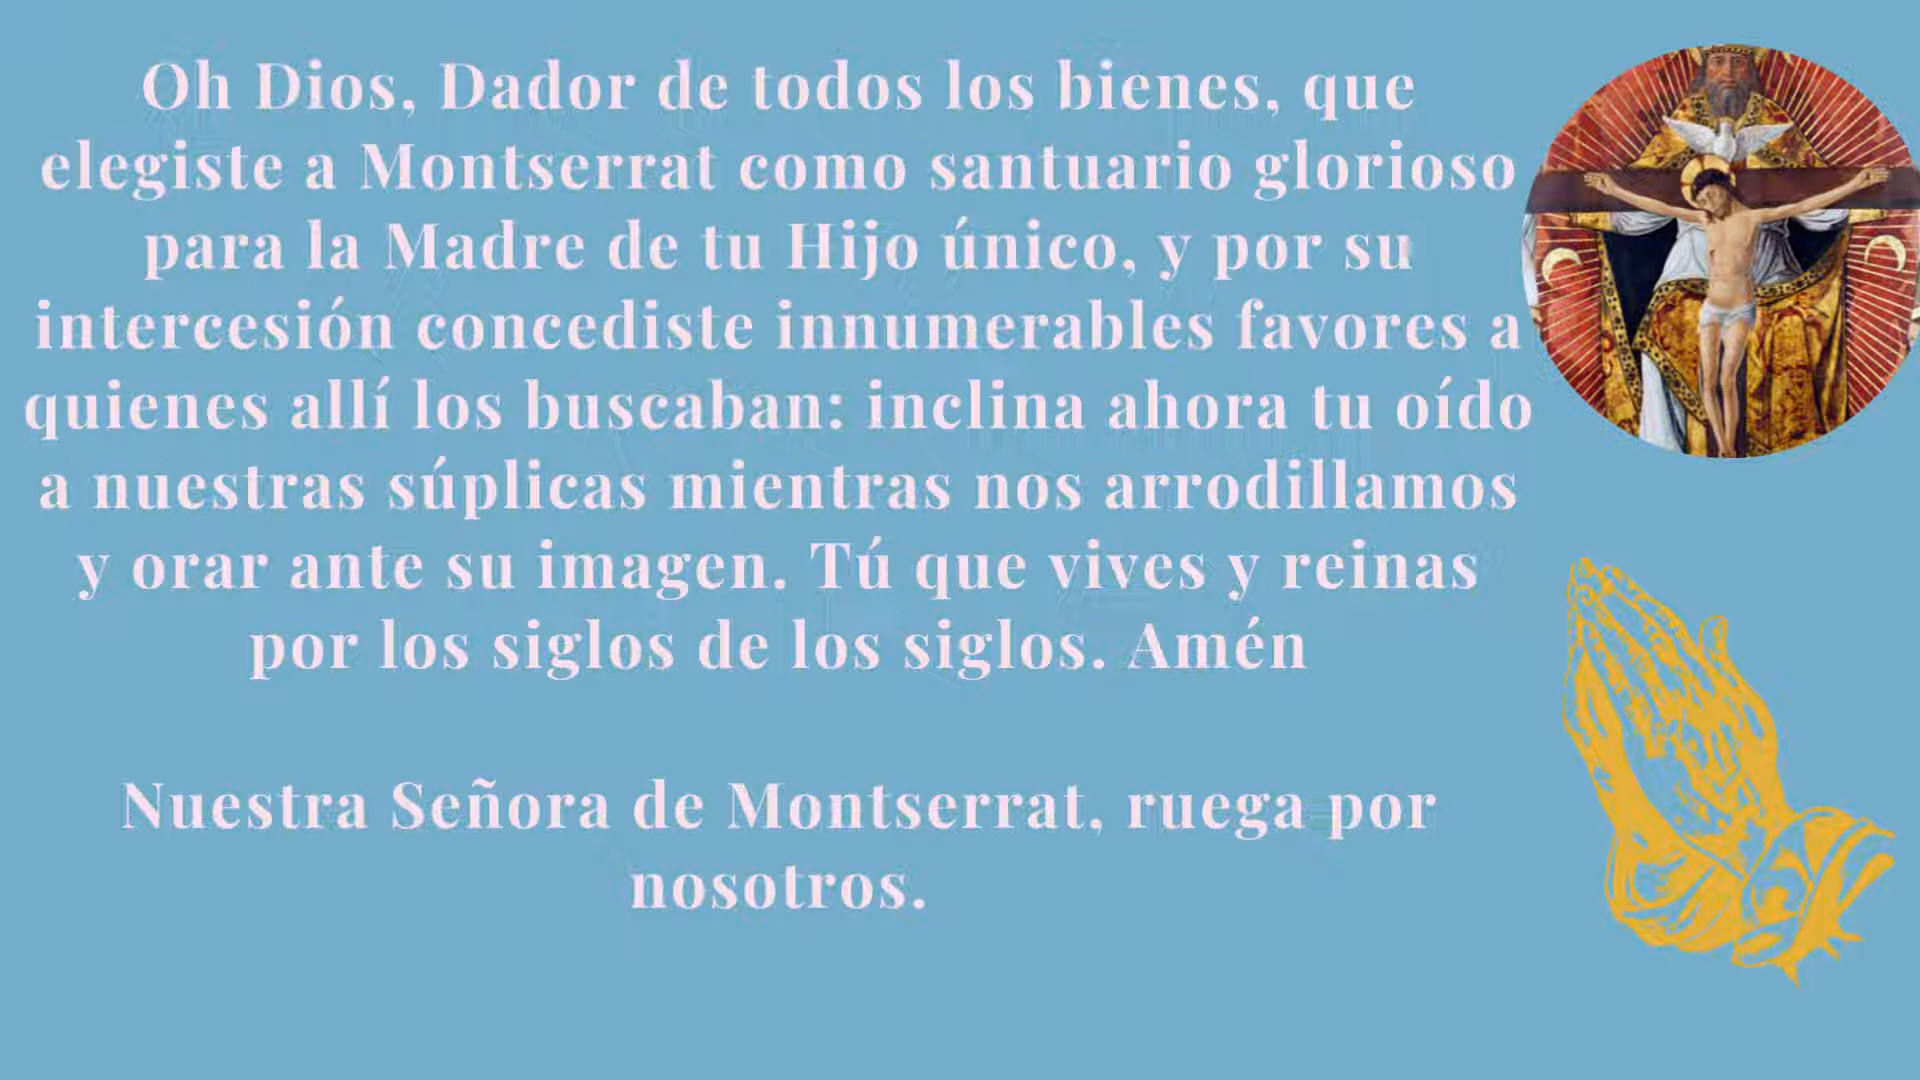 Oh Dios, Dador de todos los bienes, que
elegiste a Montserrat como santuario glorioso
para la Madre de tu Hijo único, y por su
intercesión concediste innumerables favores a
quienes allí los buscaban: inclina ahora tu oído
a nuestras súplicas mientras nos arrodillamos
y orar ante su imagen. Tú que vives y reinas
por los siglos de los siglos. Amén
Nuestra Señora de Montserrat, ruega por
nosotros.